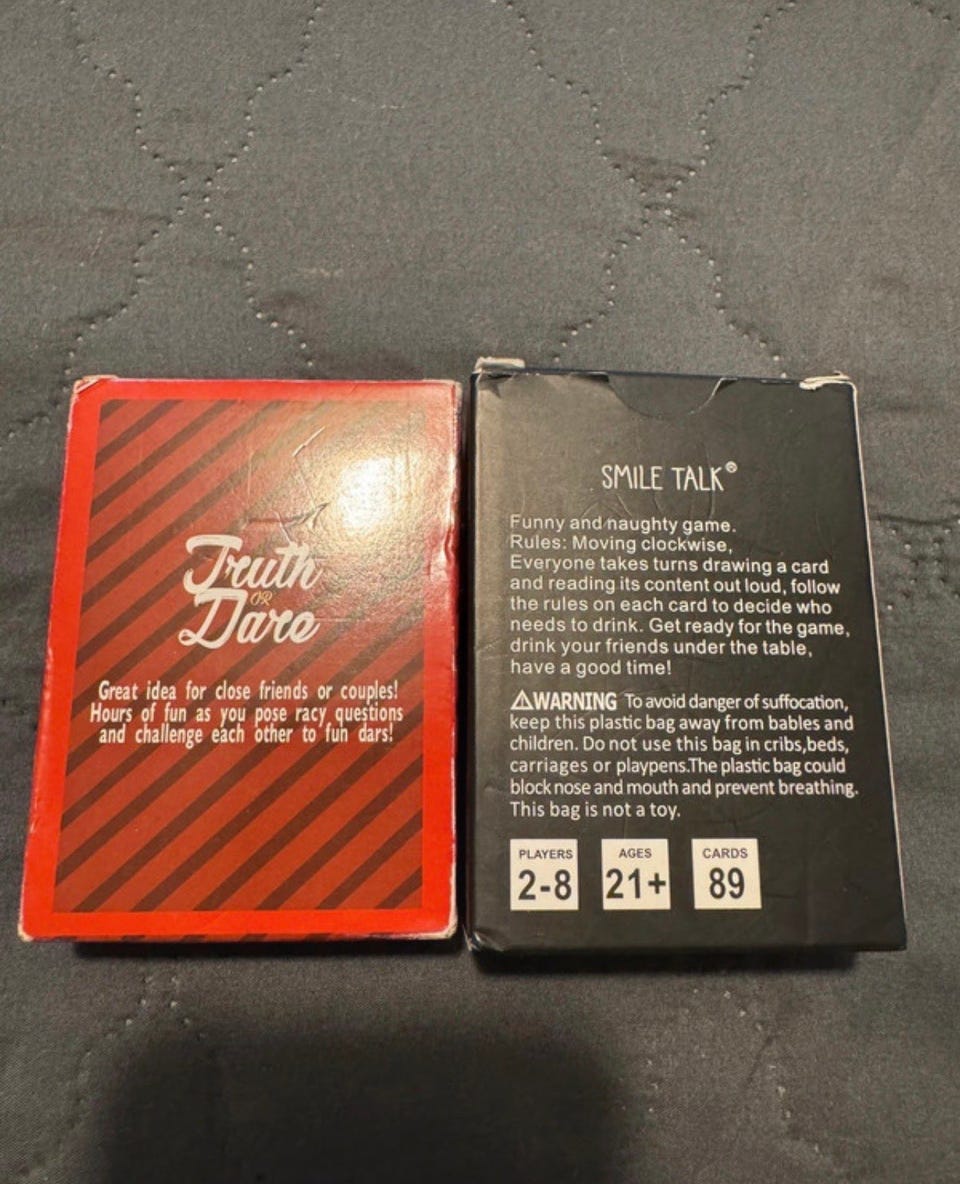 Truth
OR
Dare
Great idea for close friends or couples!
Hours of fun as you pose racy questions
and challenge each other to fun dars!
SMILE TALK®
Funny and naughty game.
Rules: Moving clockwise,
Everyone takes turns drawing a card
and reading its content out loud, follow
the rules on each card to decide who
needs to drink. Get ready for the game,
drink your friends under the table,
have a good time!
⚠WARNING To avoid danger of suffocation,
keep this plastic bag away from bables and
children. Do not use this bag in cribs,beds,
carriages or playpens.The plastic bag could
block nose and mouth and prevent breathing.
This bag is not a toy.
PLAYERS AGES CARDS
2-8 21+ 89